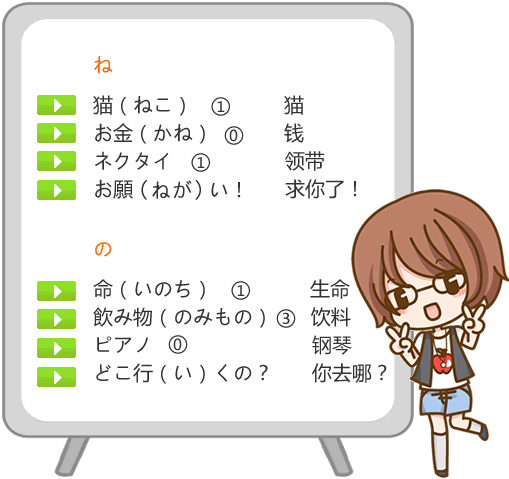 ね
猫(ねこ) ① 猫
お金(かね) ⓪ 钱
ネクタイ ① 领带
お願(ねが)い! 求你了!
の
命(いのち) ① 生命
飲み物(のみもの) ③ 饮料
ピアノ ⓪ 钢琴
どこ行(い)くの? 你去哪?